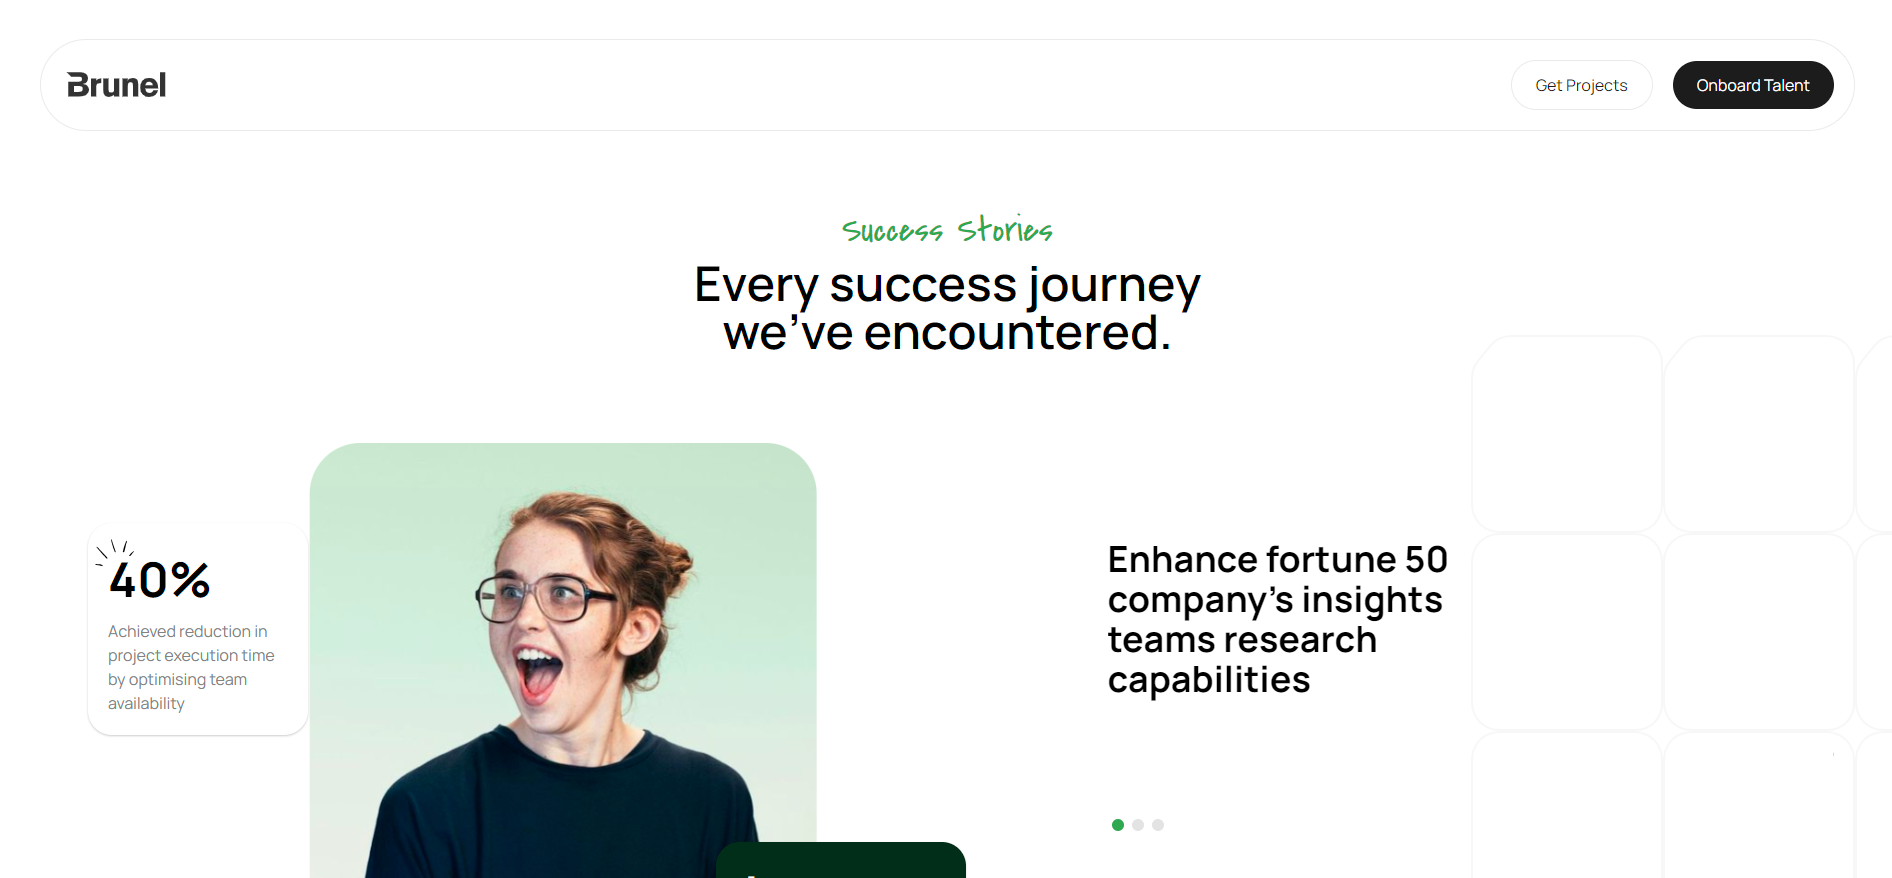 Brunel
Get Projects
Onboard Talent
Success Stories
Every success journey
we’ve encountered.
40%
Achieved reduction in
project execution time
by optimising team
availability
Enhance fortune 50
company’s insights
teams research
capabilities